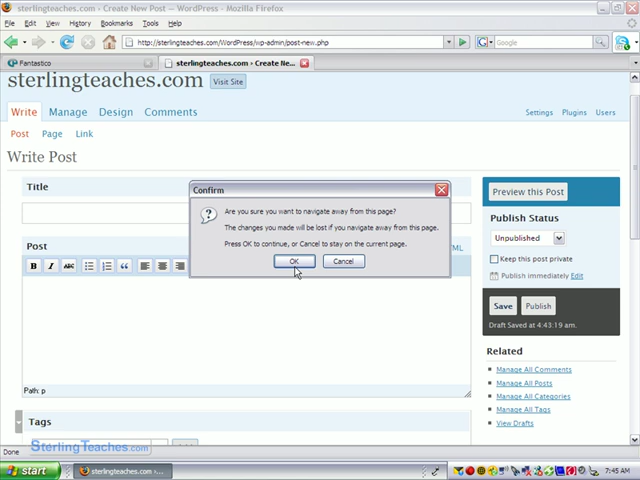 sterlingteaches.com › Create New Post — WordPress — Mozilla Firefox
File Edit View History Bookmarks Tools Help
http://sterlingteaches.com/WordPress/wp-admin/post-new.php
Google
Fantastico
sterlingteaches.com › Create Ne...
sterlingteaches.com Visit Site
Write Manage Design Comments
Settings Plugins Users
Post Page Link
Write Post
Title
Confirm
Are you sure you want to navigate away from this page?
The changes you made will be lost if you navigate away from this page.
Press OK to continue, or Cancel to stay on the current page.
OK Cancel
Preview this Post
Publish Status
Unpublished
Keep this post private
Publish immediately Edit
Save Publish
Draft Saved at 4:43:19 am.
Post
B I ABC
Path: p
Related
Manage All Comments
Manage All Posts
Manage All Categories
Manage All Tags
View Drafts
Tags
SterlingTeaches.com
Done
start
sterlingteaches.com ›...
7:45 AM